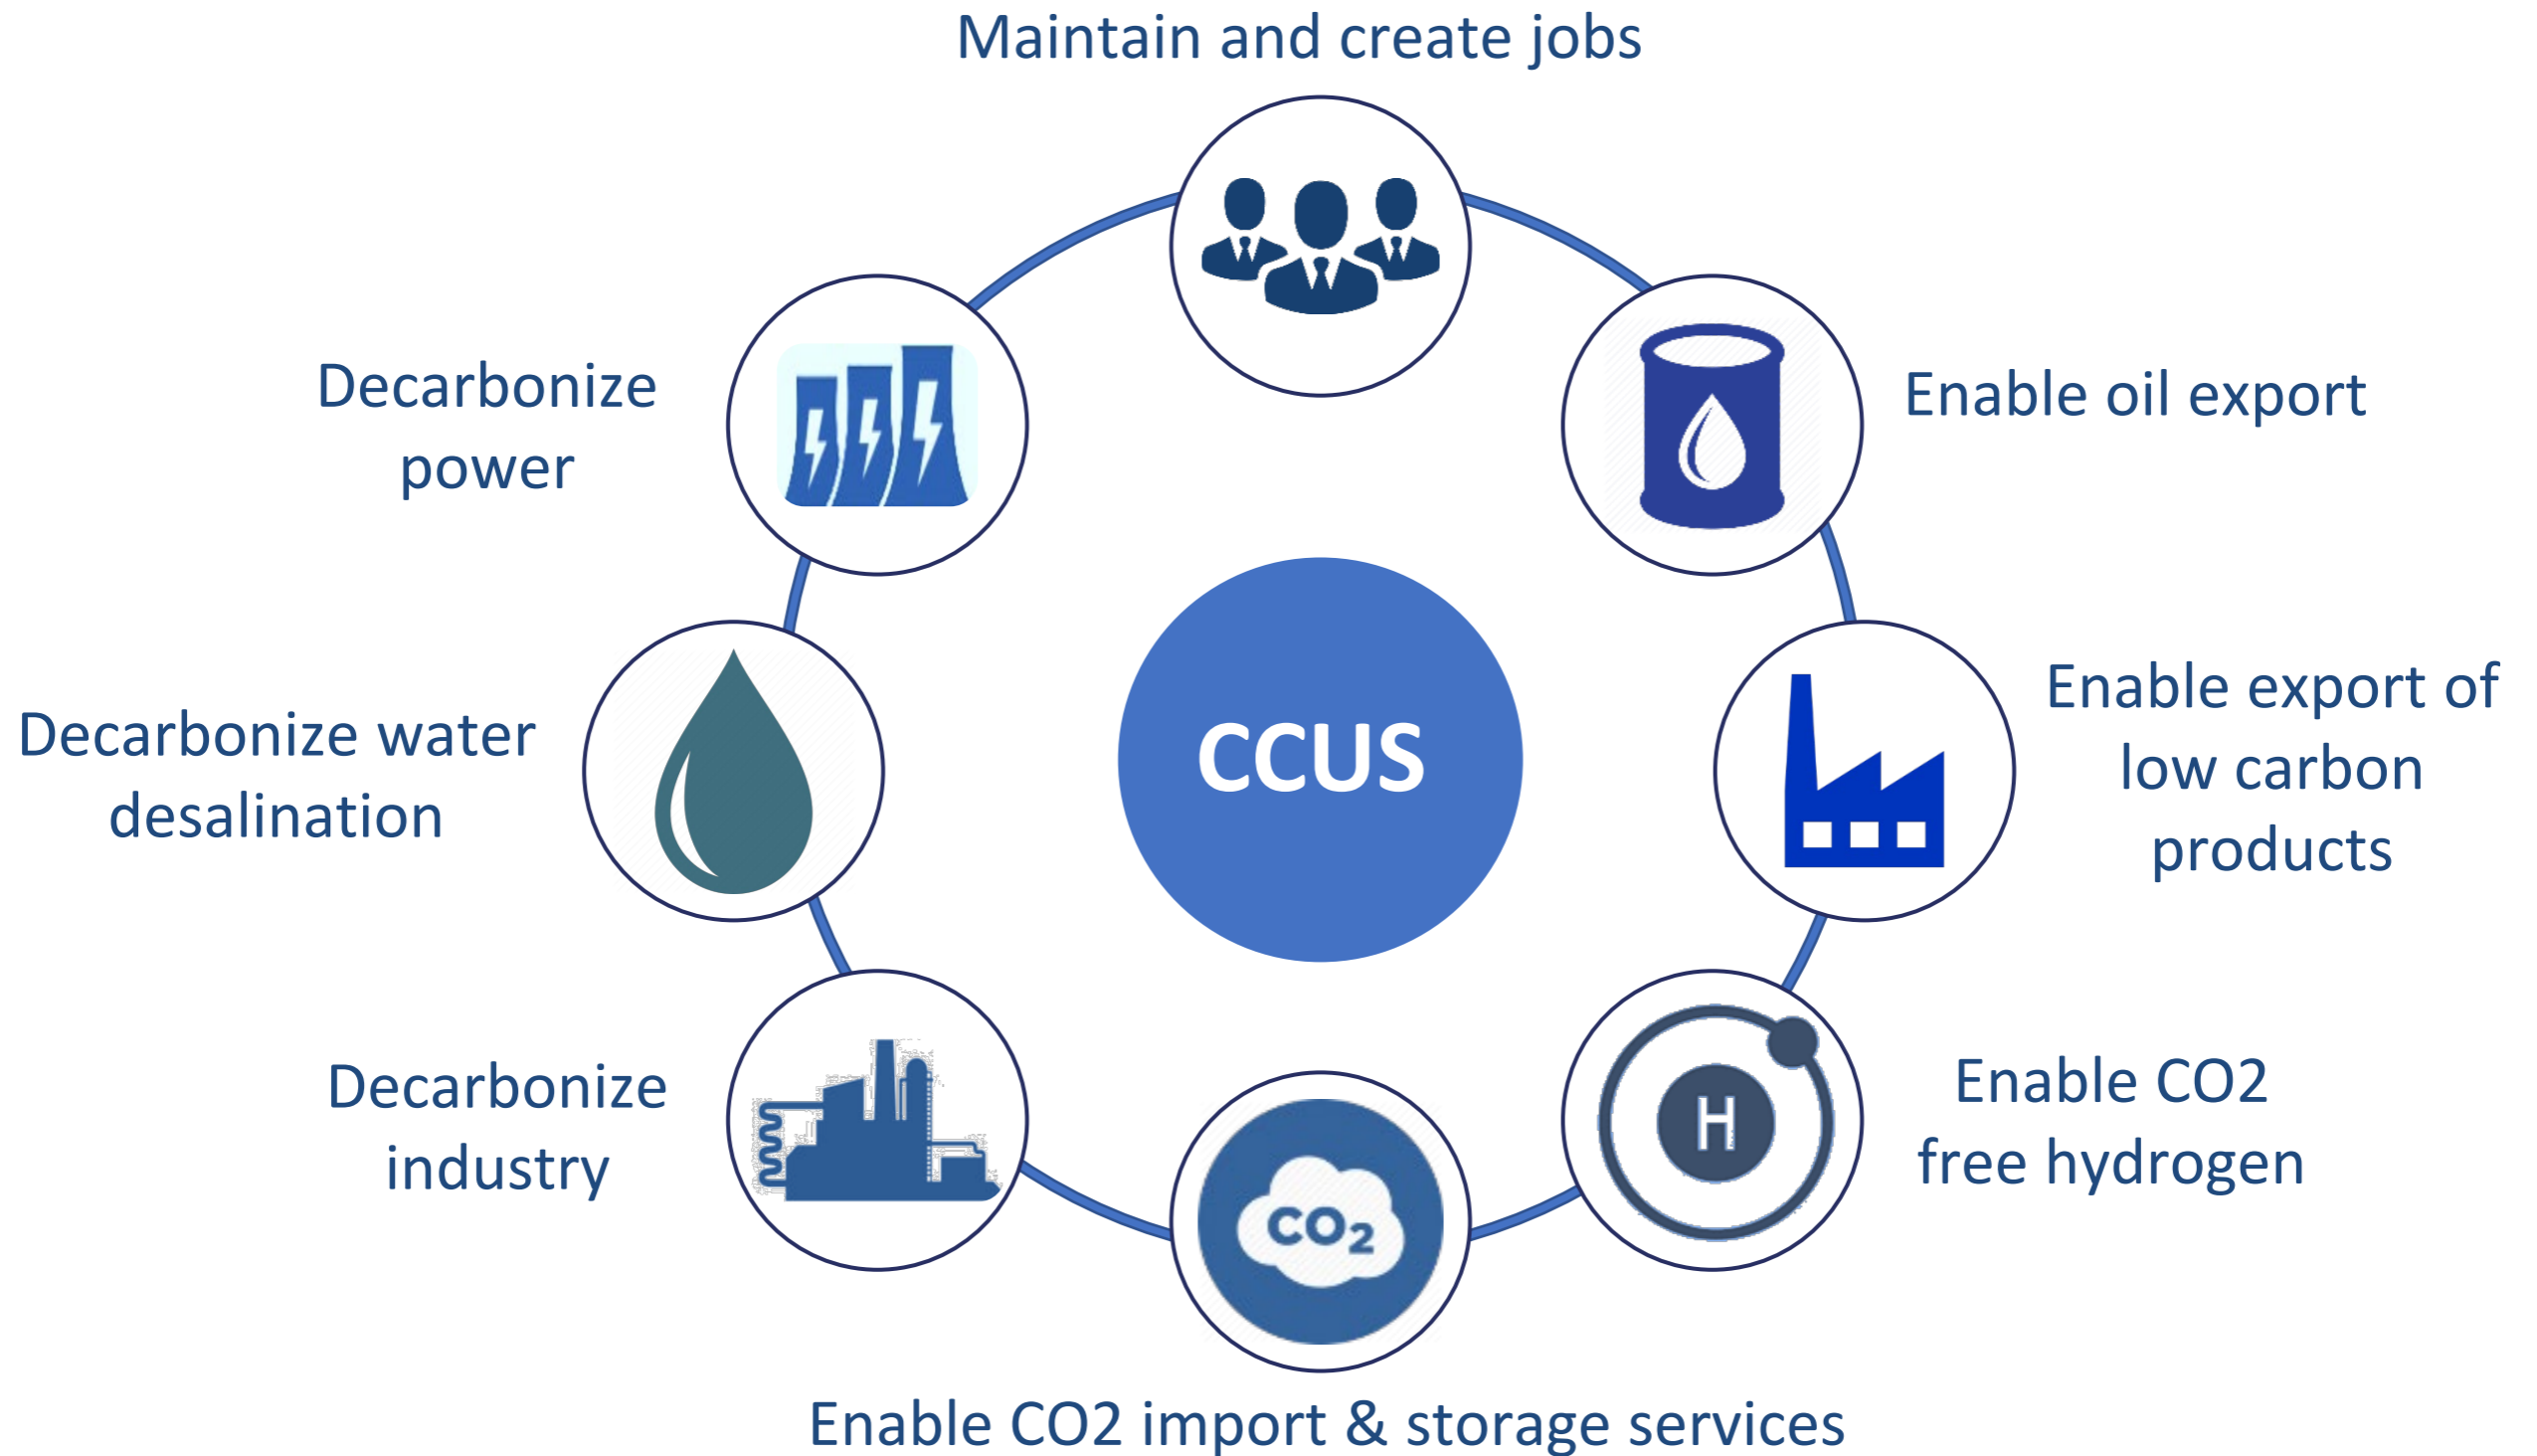 Maintain and create jobs
Enable oil export
Enable export of
low carbon
products
Enable CO2
free hydrogen
H
Enable CO2 import & storage services
CO₂
Decarbonize
industry
Decarbonize water
desalination
Decarbonize
power
CCUS